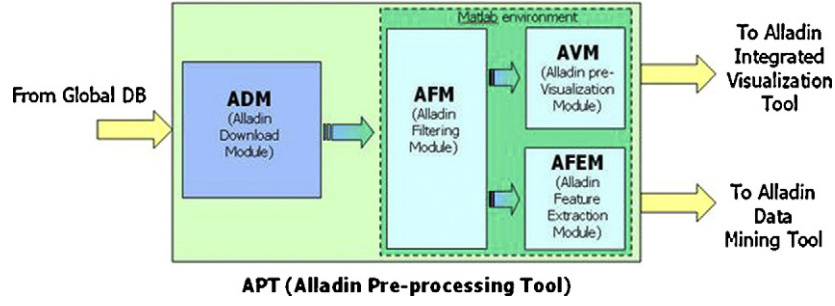 Matlab environment
From Global DB
ADM
(Alladin
Download
Module)
AFM
(Alladin
Filtering
Module)
AVM
(Alladin pre-
Visualization
Module)
AFEM
(Alladin
Feature
Extraction
Module)
To Alladin
Integrated
Visualization
Tool
To Alladin
Data
Mining Tool
APT (Alladin Pre-processing Tool)